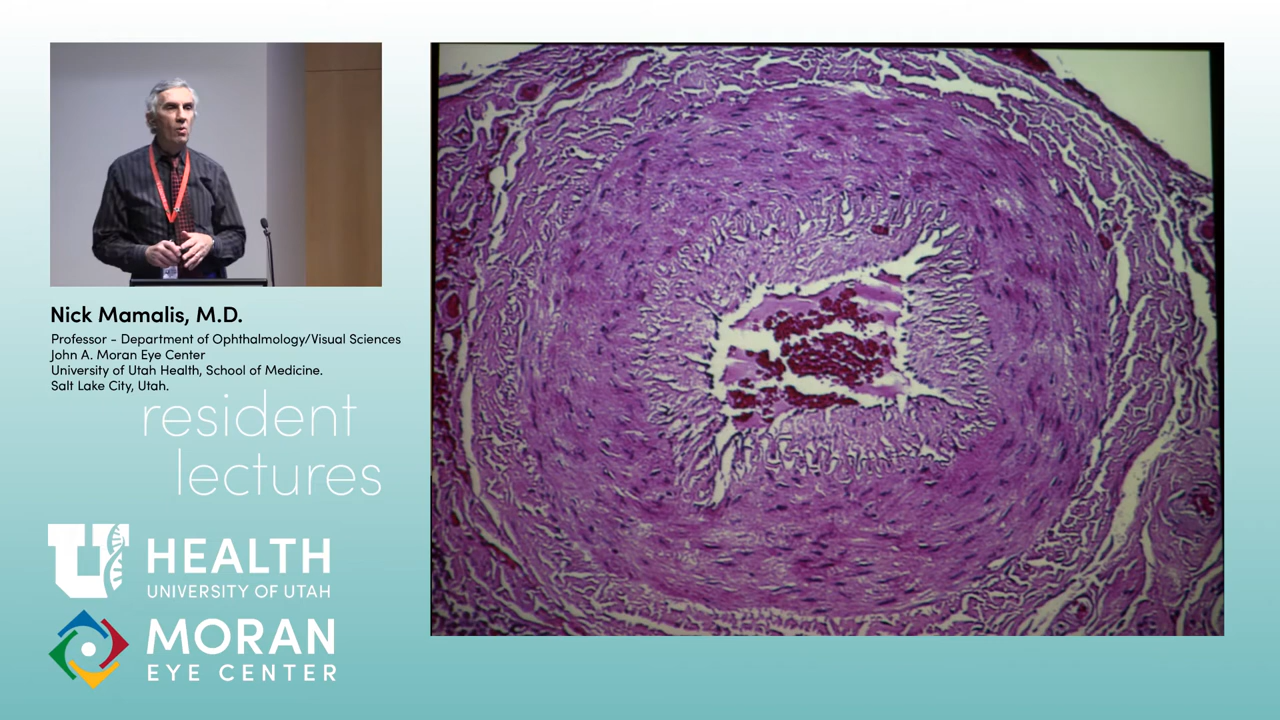 Nick Mamalis, M.D.
Professor - Department of Ophthalmology/Visual Sciences
John A. Moran Eye Center
University of Utah Health, School of Medicine.
Salt Lake City, Utah.
resident
lectures
U HEALTH
UNIVERSITY OF UTAH
MORAN
EYE CENTER